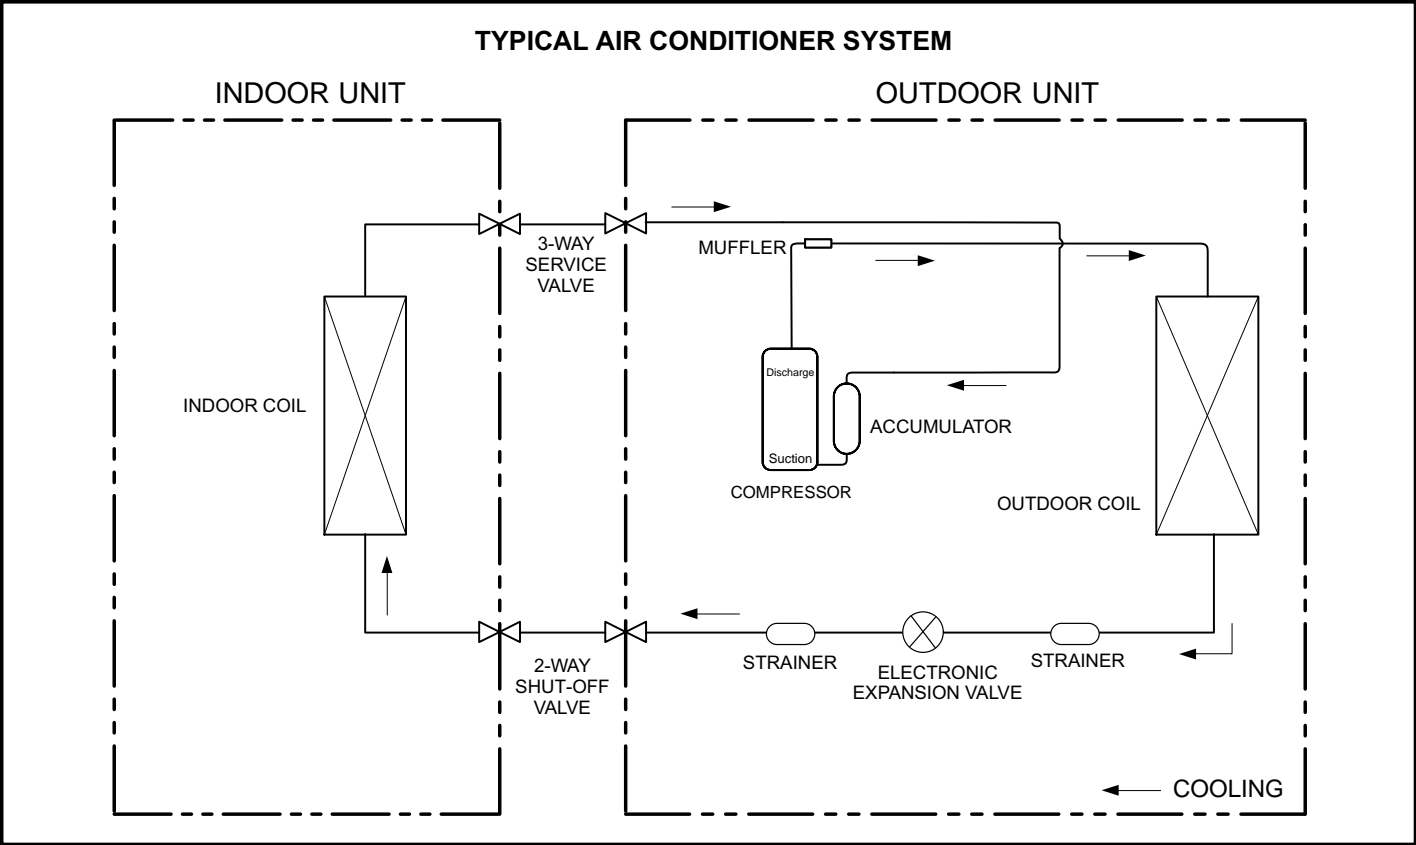 TYPICAL AIR CONDITIONER SYSTEM
INDOOR UNIT
OUTDOOR UNIT
3-WAY
SERVICE
VALVE
MUFFLER
Discharge
INDOOR COIL
ACCUMULATOR
Suction
COMPRESSOR
OUTDOOR COIL
2-WAY
SHUT-OFF
VALVE
STRAINER
ELECTRONIC
EXPANSION VALVE
STRAINER
COOLING